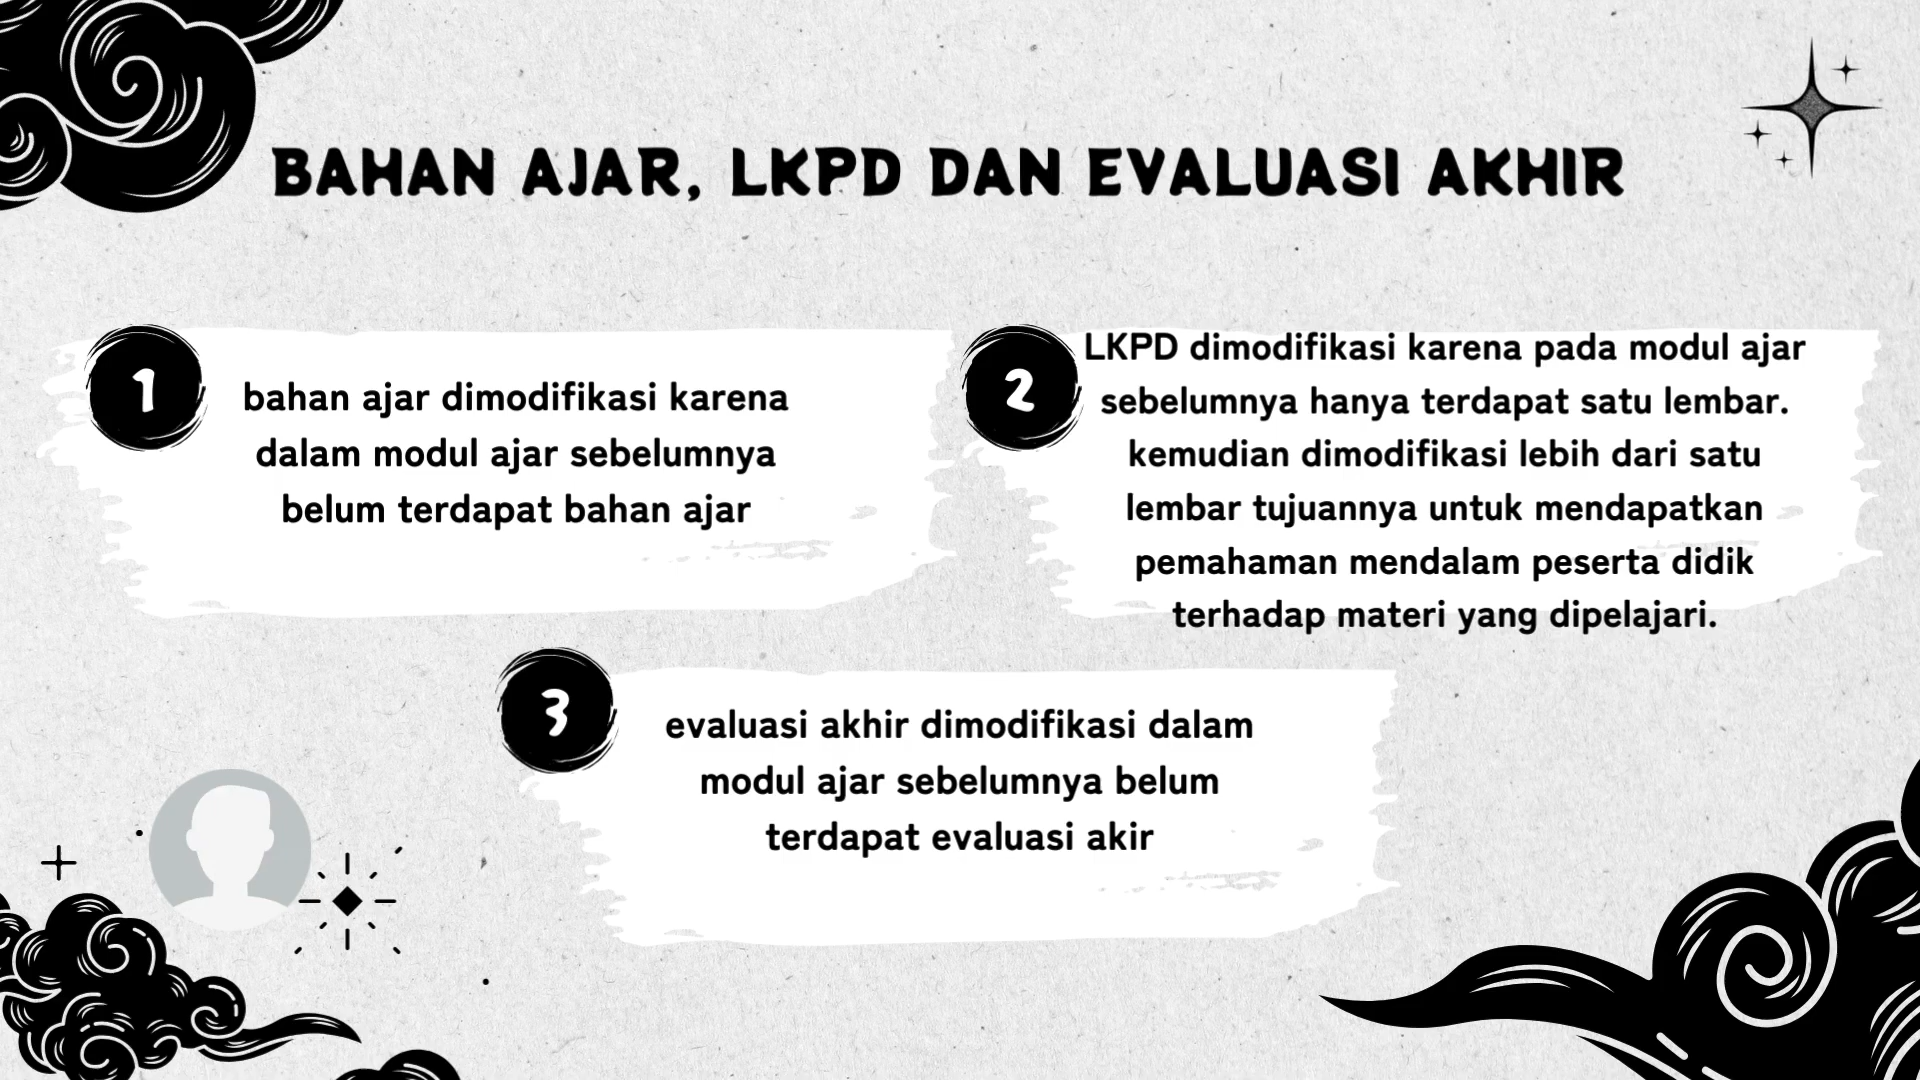 BAHAN AJAR, LKPD DAN EVALUASI AKHIR
1
bahan ajar dimodifikasi karena
dalam modul ajar sebelumnya
belum terdapat bahan ajar
2
LKPD dimodifikasi karena pada modul ajar
sebelumnya hanya terdapat satu lembar.
kemudian dimodifikasi lebih dari satu
lembar tujuannya untuk mendapatkan
pemahaman mendalam peserta didik
terhadap materi yang dipelajari.
3
evaluasi akhir dimodifikasi dalam
modul ajar sebelumnya belum
terdapat evaluasi akir